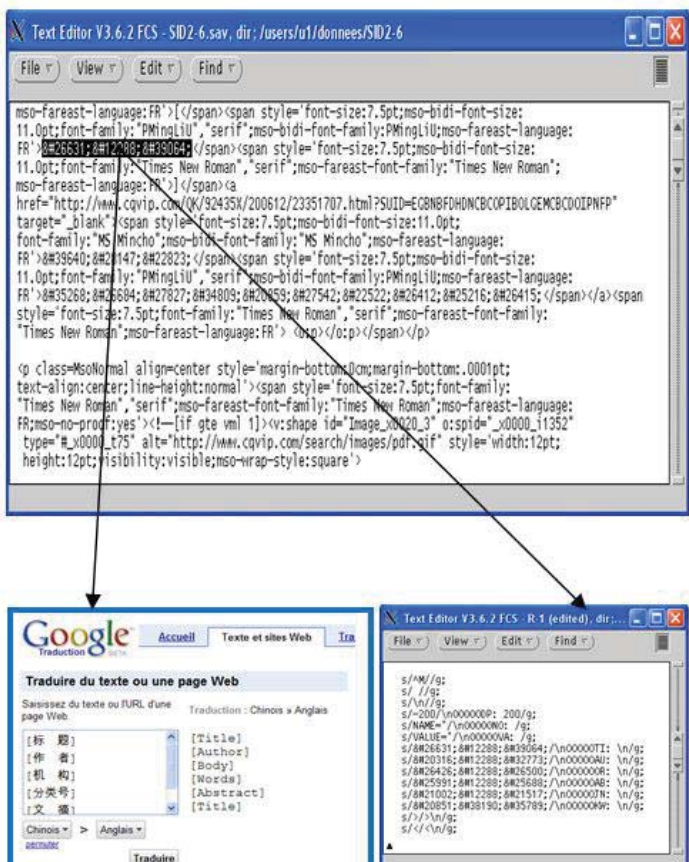 Text Editor V3.6.2 FCS - SID2-6.sav, dir; /users/u1/donnees/SID2-6
File View Edit Find
mso-fareast-language:FR'>[</span><span style='font-size:7.5pt;mso-bidi-font-size:
11.0pt;font-family:"PMingLiU","serif";mso-bidi-font-family:PMingLiU;mso-fareast-language:
FR'>&#26631;&#12288;&#39064;</span><span style='font-size:7.5pt;mso-bidi-font-size:
11.0pt;font-family:"Times New Roman","serif";mso-fareast-font-family:"Times New Roman";
mso-fareast-language:FR'>]</span><a
href="http://www.cqvip.com/QK/92435X/200612/23351707.html?SUID=EGBNBFDHDNCBCOPIBOLGEMCBCDOIPNFP"
target="_blank"><span style='font-size:7.5pt;mso-bidi-font-size:11.0pt;
font-family:"MS Mincho";mso-bidi-font-family:"MS Mincho";mso-fareast-language:
FR'>&#39640;&#20147;&#22823;</span><span style='font-size:7.5pt;mso-bidi-font-size:
11.0pt;font-family:"PMingLiU","serif";mso-bidi-font-family:PMingLiU;mso-fareast-language:
FR'>&#35268;&#26684;&#27827;&#34809;&#20859;&#27542;&#22522;&#26412;&#25216;&#26415;</span></a><span
style='font-size:7.5pt;font-family:"Times New Roman","serif";mso-fareast-font-family:
"Times New Roman";mso-fareast-language:FR'> <o:p></o:p></span></p>
<p class=MsoNormal align=center style='margin-bottom:0cm;margin-bottom:.0001pt;
text-align:center;line-height:normal'><span style='font-size:7.5pt;font-family:
"Times New Roman","serif";mso-fareast-font-family:"Times New Roman";mso-fareast-language:
FR;mso-no-proof:yes'><!--[if gte vml 1]><v:shape id="Image_x0020_3" o:spid="_x0000_i1352"
type="#_x0000_t75" alt="http://www.cqvip.com/search/images/pdf.gif" style='width:12pt;
height:12pt;visibility:visible;mso-wrap-style:square'>
Google
Traduction BETA
Accueil Texte et sites Web Tra
Traduire du texte ou une page Web
Saisissez du texte ou l'URL d'une
page Web.
Traduction : Chinois » Anglais
[标 题]
[作 者]
[机 构]
[分类号]
[文 摘]
[Title]
[Author]
[Body]
[Words]
[Abstract]
[Title]
Chinois > Anglais
permuter
Traduire
Text Editor V3.6.2 FCS - R-1 (edited), dir;...
File View Edit Find
s/^M//g;
s/ //g;
s/\n//g;
s/-200/\nOOOOODP: 200/g;
s/NAME="/\nOOOOONO: /g;
s/VALUE="/\nOOOOOVA: /g;
s/&#26631;&#12288;&#39064;/\nOOOOOTI: \n/g;
s/&#20316;&#12288;&#32773;/\nOOOOOAU: \n/g;
s/&#26426;&#12288;&#26500;/\nOOOOOOR: \n/g;
s/&#25991;&#12288;&#25688;/\nOOOOOAB: \n/g;
s/&#21002;&#12288;&#21517;/\nOOOOOJN: \n/g;
s/&#20851;&#38190;&#35789;/\nOOOOOKW: \n/g;
s/>/>\n/g;
s/</<\n/g;